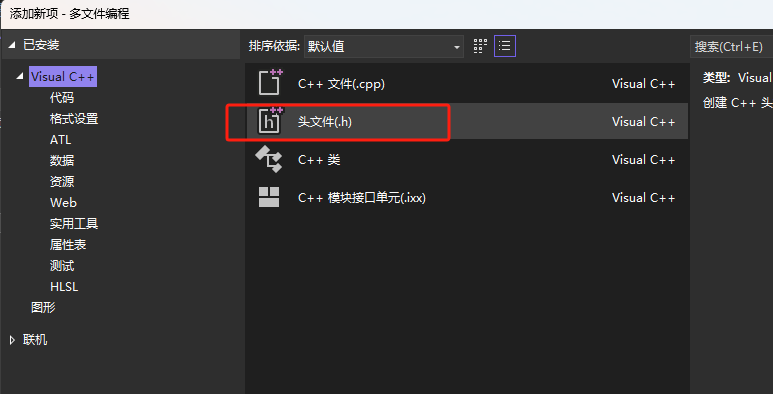 添加新项 - 多文件编程
已安装
排序依据: 默认值
搜索(Ctrl+E)
Visual C++
代码
格式设置
ATL
数据
资源
Web
实用工具
属性表
测试
HLSL
图形
联机
C++ 文件(.cpp) Visual C++
头文件(.h) Visual C++
C++ 类 Visual C++
C++ 模块接口单元(.ixx) Visual C++
类型: Visual
创建 C++ 头